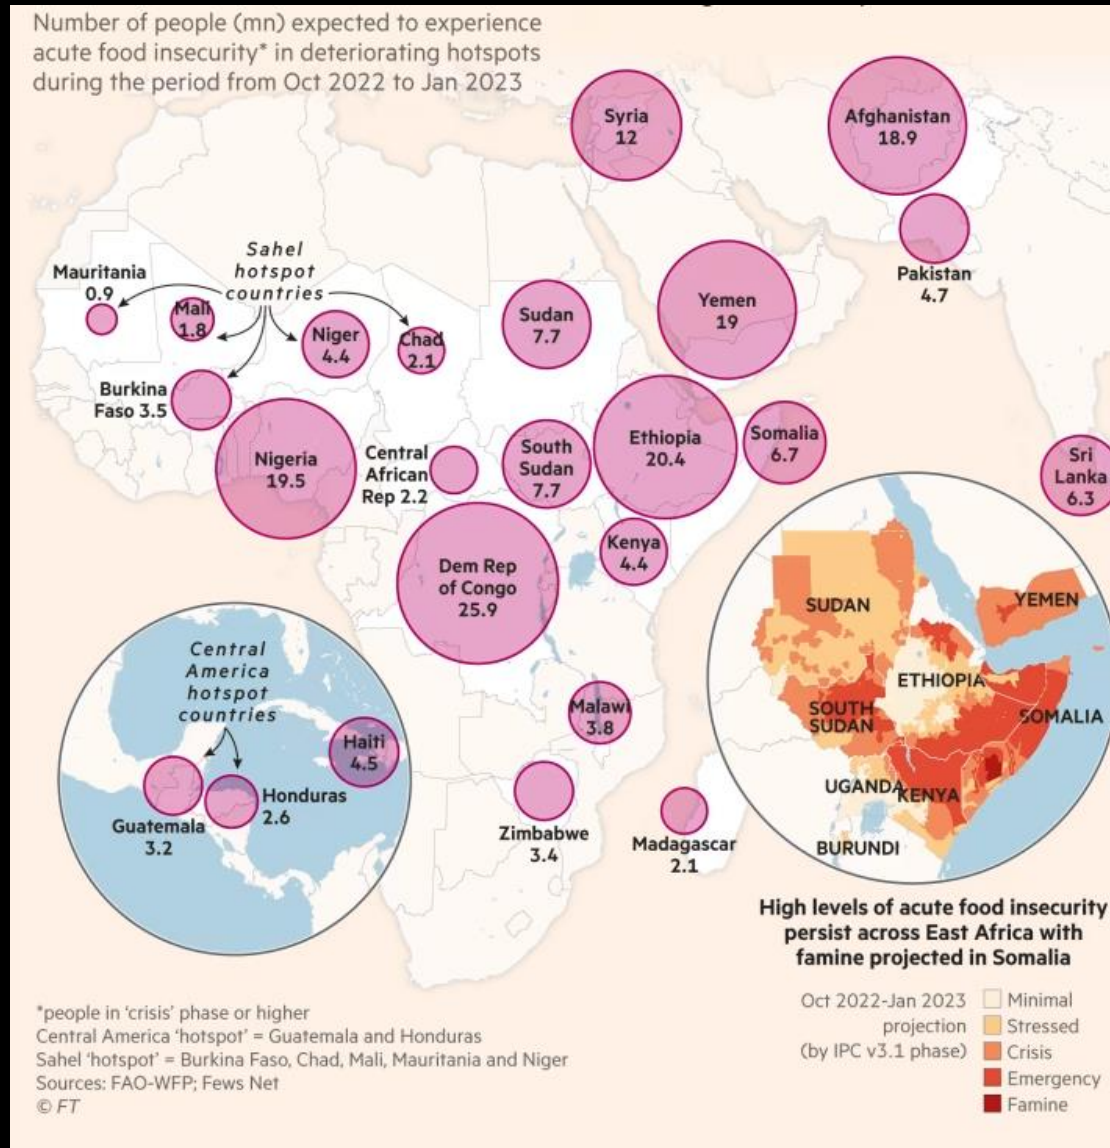 Number of people (mn) expected to experience
acute food insecurity* in deteriorating hotspots
during the period from Oct 2022 to Jan 2023
Syria
12
Afghanistan
18.9
Pakistan
4.7
Sahel
hotspot
countries
Mauritania
0.9
Mali
1.8
Niger
4.4
Chad
2.1
Sudan
7.7
Yemen
19
Burkina
Faso 3.5
Nigeria
19.5
Central
African
Rep 2.2
South
Sudan
7.7
Ethiopia
20.4
Somalia
6.7
Sri
Lanka
6.3
Dem Rep
of Congo
25.9
Kenya
4.4
Malawi
3.8
Zimbabwe
3.4
Madagascar
2.1
Central
America
hotspot
countries
Haiti
4.5
Honduras
2.6
Guatemala
3.2
SUDAN
YEMEN
ETHIOPIA
SOUTH
SUDAN
SOMALIA
UGANDA
KENYA
BURUNDI
High levels of acute food insecurity
persist across East Africa with
famine projected in Somalia
Oct 2022-Jan 2023
projection
(by IPC v3.1 phase)
Minimal
Stressed
Crisis
Emergency
Famine
*people in ‘crisis’ phase or higher
Central America ‘hotspot’ = Guatemala and Honduras
Sahel ‘hotspot’ = Burkina Faso, Chad, Mali, Mauritania and Niger
Sources: FAO-WFP; Fews Net
© FT